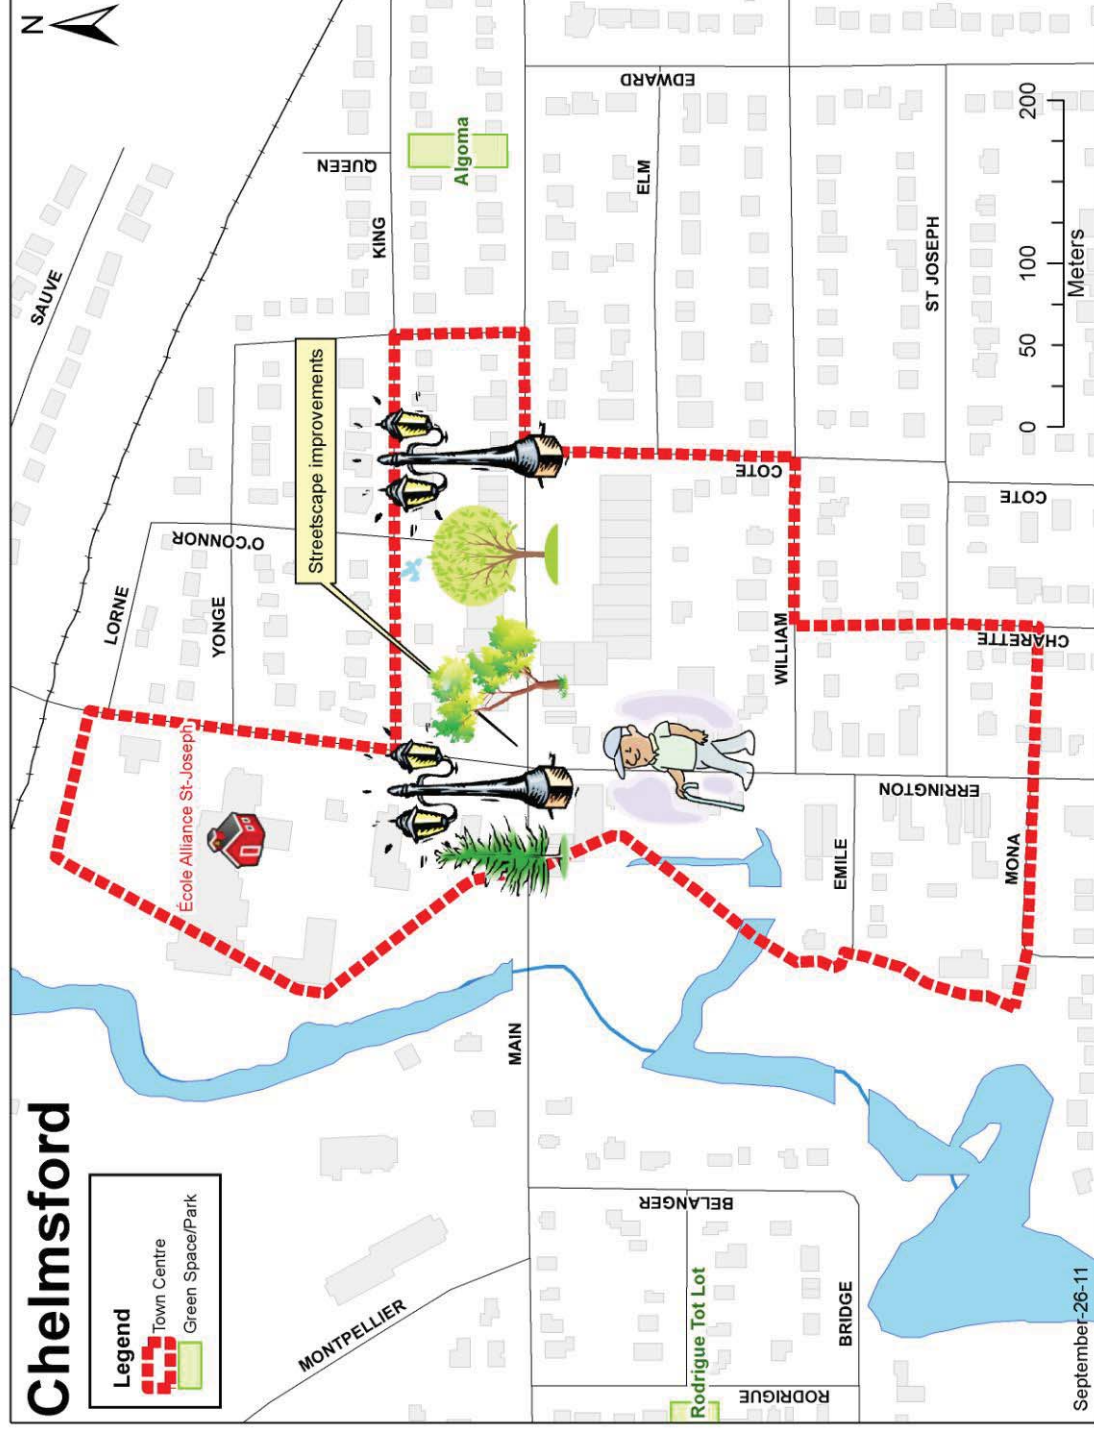 Chelmsford
Legend
Town Centre
Green Space/Park
N
SAUVE
LORNE
YONGE
O'CONNOR
QUEEN
KING
Streetscape improvements
École Alliance St-Joseph
Algoma
MONTPELLIER
MAIN
EDWARD
ELM
COTE
WILLIAM
ST JOSEPH
COTE
CHARETTE
ERRINGTON
EMILE
MONA
BELANGER
Rodrigue Tot Lot
BRIDGE
RODRIGUE
0 50 100 200
Meters
September-26-11